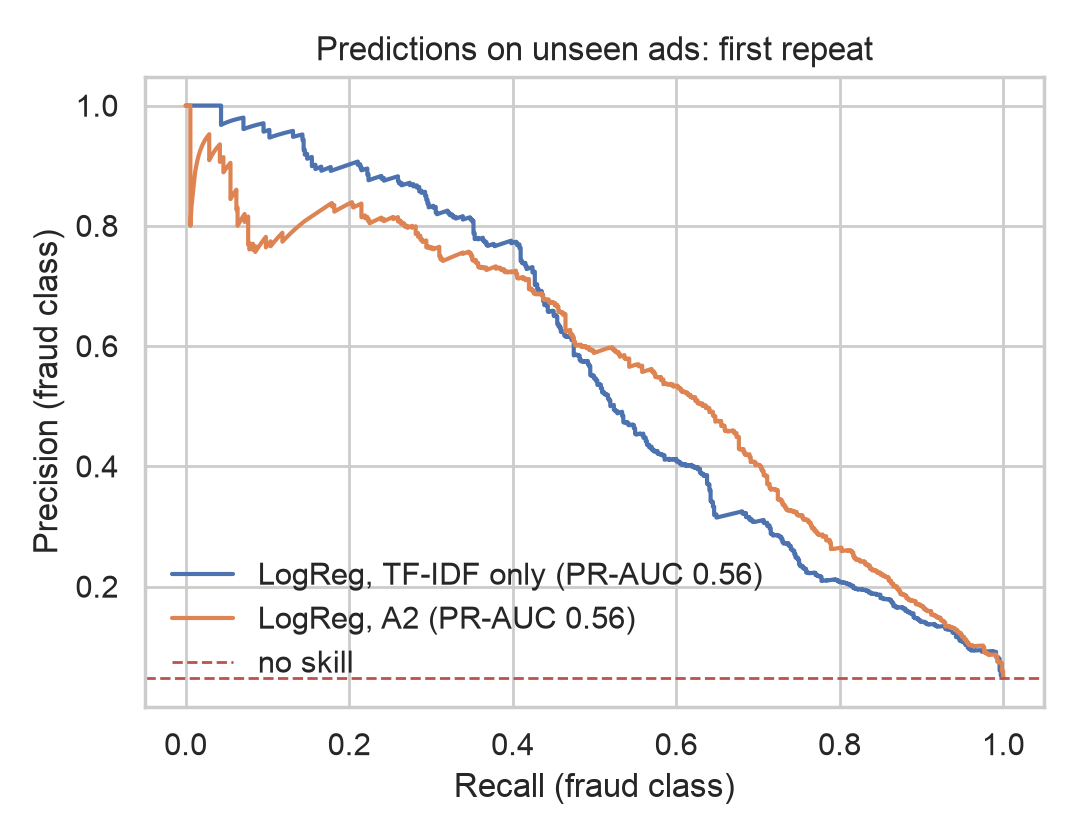 Predictions on unseen ads: first repeat
1.0
0.8
0.6
0.4
0.2
Precision (fraud class)
LogReg, TF-IDF only (PR-AUC 0.56)
LogReg, A2 (PR-AUC 0.56)
no skill
0.0 0.2 0.4 0.6 0.8 1.0
Recall (fraud class)